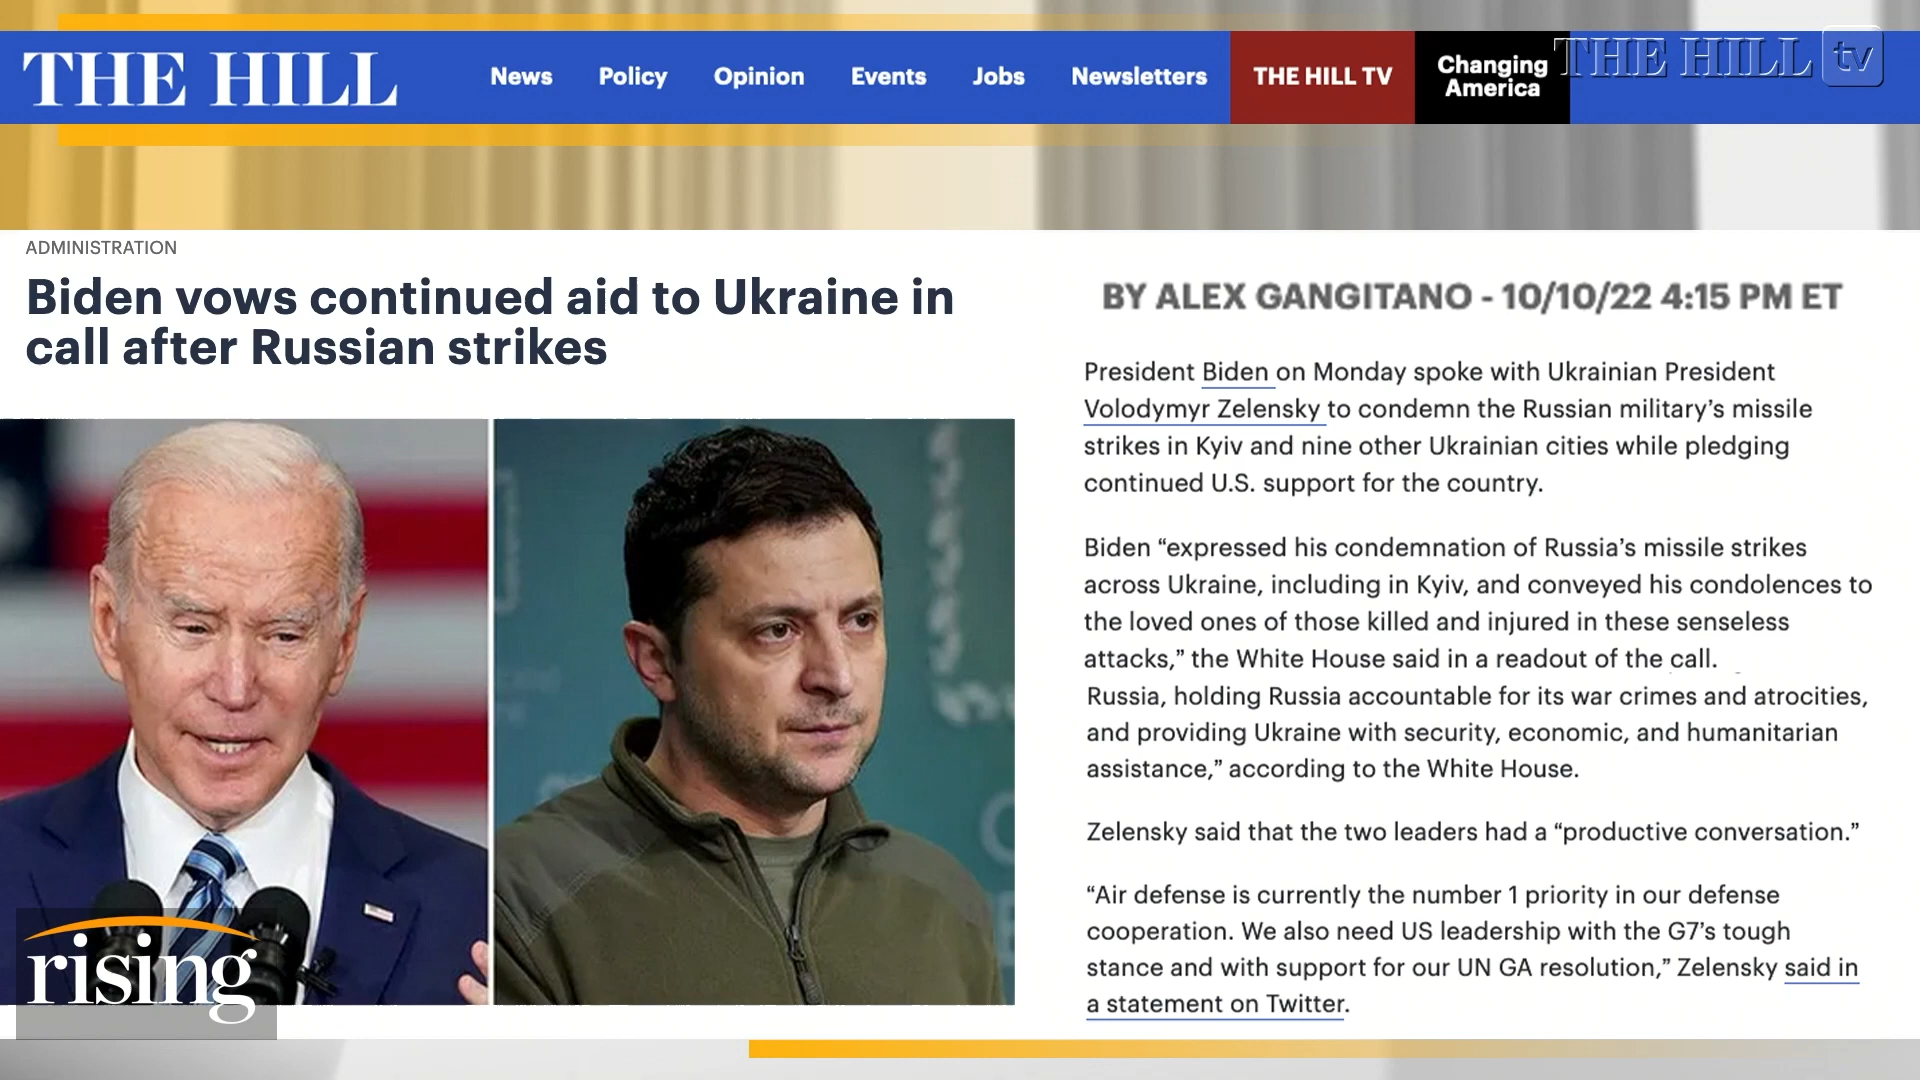 THE HILL
News Policy Opinion Events Jobs Newsletters THE HILL TV Changing America
THE HILL tv
ADMINISTRATION
Biden vows continued aid to Ukraine in
call after Russian strikes
BY ALEX GANGITANO - 10/10/22 4:15 PM ET
President Biden on Monday spoke with Ukrainian President
Volodymyr Zelensky to condemn the Russian military’s missile
strikes in Kyiv and nine other Ukrainian cities while pledging
continued U.S. support for the country.
Biden “expressed his condemnation of Russia’s missile strikes
across Ukraine, including in Kyiv, and conveyed his condolences to
the loved ones of those killed and injured in these senseless
attacks,” the White House said in a readout of the call.
Russia, holding Russia accountable for its war crimes and atrocities,
and providing Ukraine with security, economic, and humanitarian
assistance,” according to the White House.
Zelensky said that the two leaders had a “productive conversation.”
“Air defense is currently the number 1 priority in our defense
cooperation. We also need US leadership with the G7’s tough
stance and with support for our UN GA resolution,” Zelensky said in
a statement on Twitter.
rising